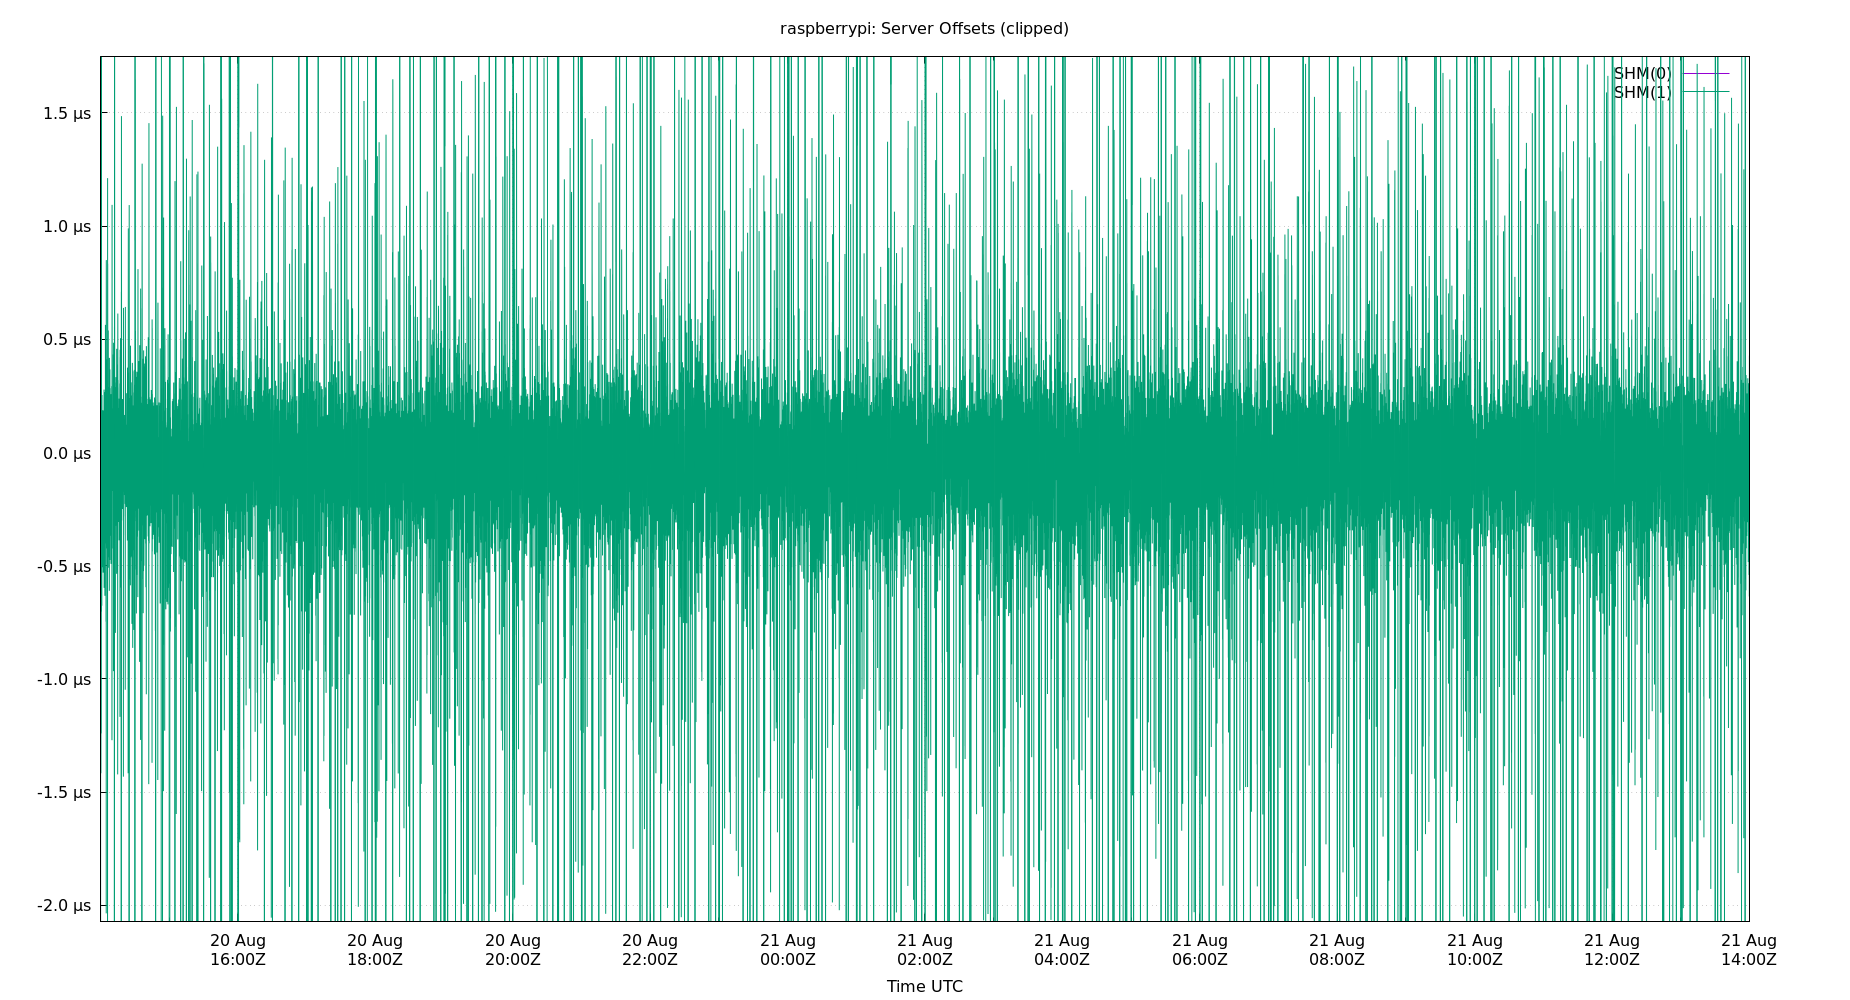 raspberrypi: Server Offsets (clipped)
SHM(0)
SHM(1)
1.5 µs
1.0 µs
0.5 µs
0.0 µs
-0.5 µs
-1.0 µs
-1.5 µs
-2.0 µs
20 Aug 20 Aug 20 Aug 20 Aug 21 Aug 21 Aug 21 Aug 21 Aug 21 Aug 21 Aug 21 Aug 21 Aug
16:00Z 18:00Z 20:00Z 22:00Z 00:00Z 02:00Z 04:00Z 06:00Z 08:00Z 10:00Z 12:00Z 14:00Z
Time UTC